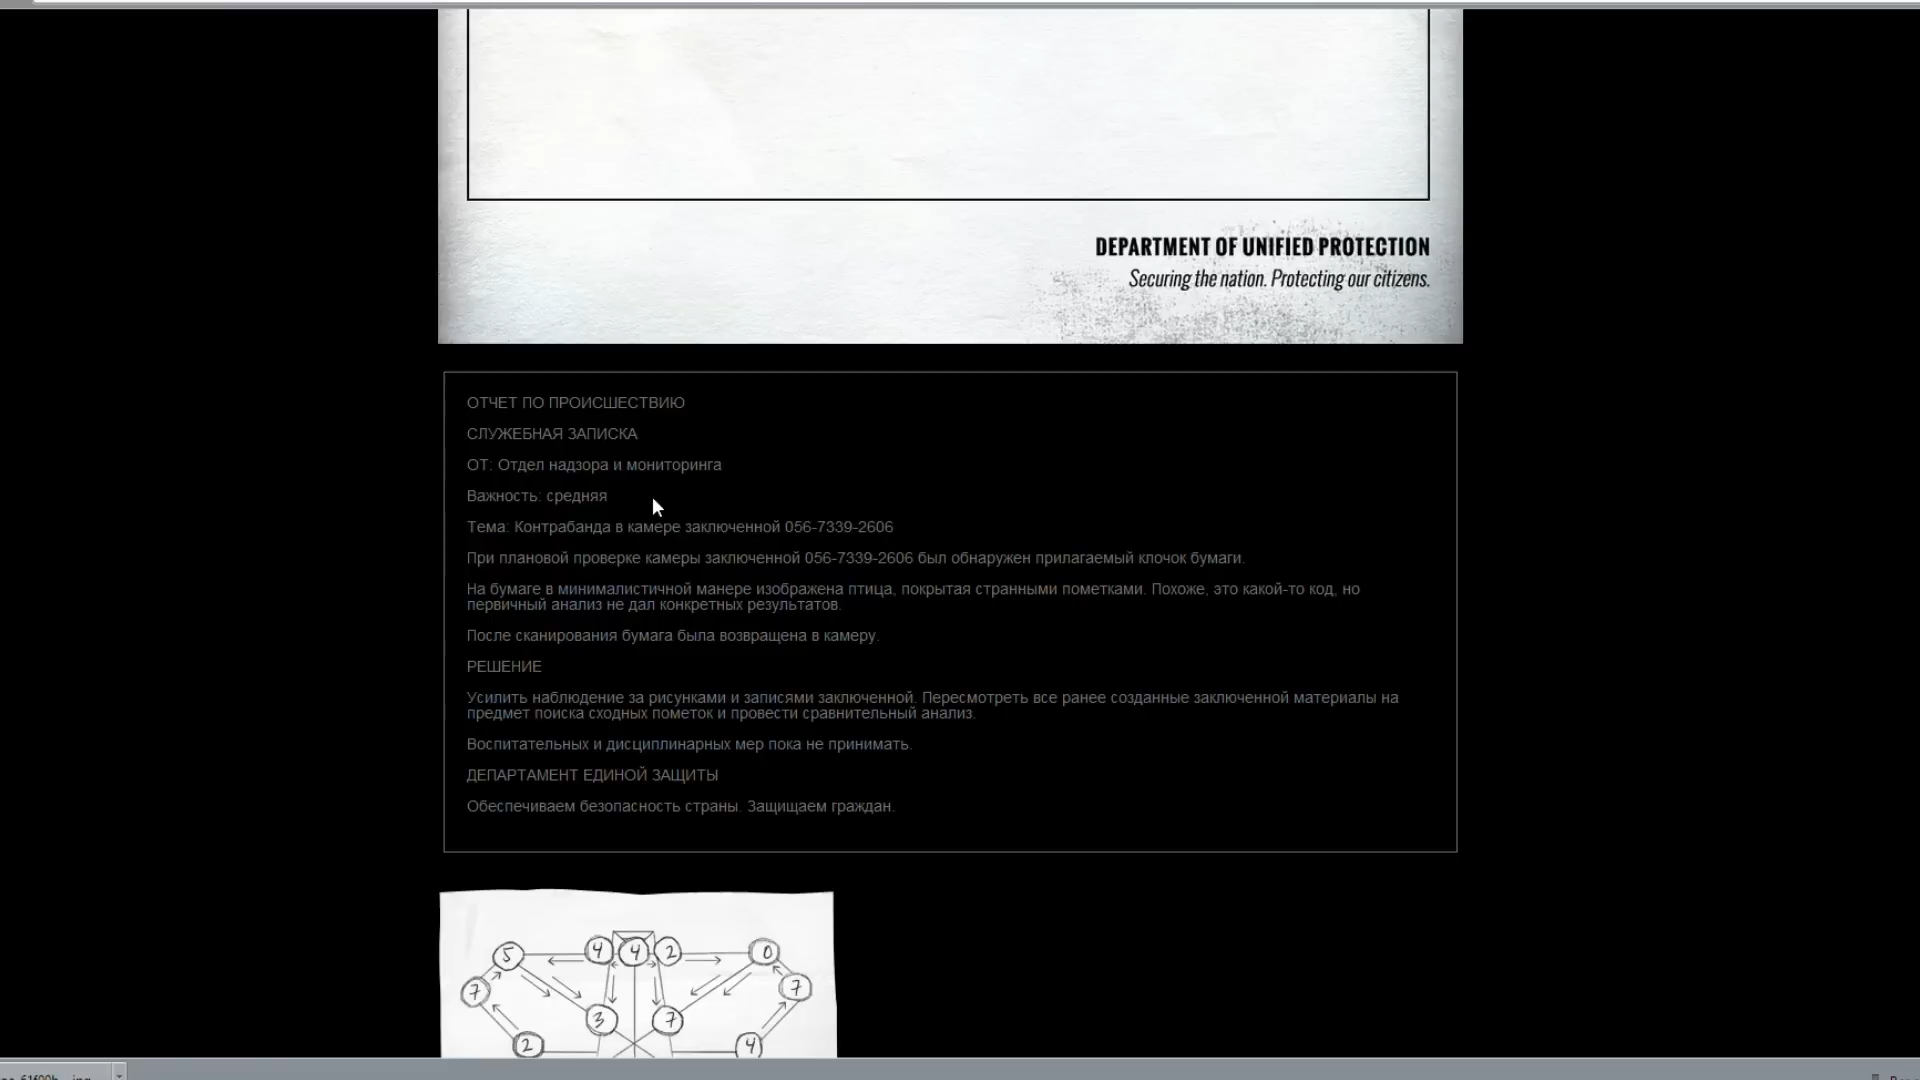 DEPARTMENT OF UNIFIED PROTECTION
Securing the nation. Protecting our citizens.
ОТЧЕТ ПО ПРОИСШЕСТВИЮ
СЛУЖЕБНАЯ ЗАПИСКА
ОТ: Отдел надзора и мониторинга
Важность: средняя
Тема: Контрабанда в камере заключенной 056-7339-2606
При плановой проверке камеры заключенной 056-7339-2606 был обнаружен прилагаемый клочок бумаги.
На бумаге в минималистичной манере изображена птица, покрытая странными пометками. Похоже, это какой-то код, но
первичный анализ не дал конкретных результатов.
После сканирования бумага была возвращена в камеру.
РЕШЕНИЕ
Усилить наблюдение за рисунками и записями заключенной. Пересмотреть все ранее созданные заключенной материалы на
предмет поиска сходных пометок и провести сравнительный анализ.
Воспитательных и дисциплинарных мер пока не принимать.
ДЕПАРТАМЕНТ ЕДИНОЙ ЗАЩИТЫ
Обеспечиваем безопасность страны. Защищаем граждан.
5 4 4 2 0
7 7
3 7
2 4